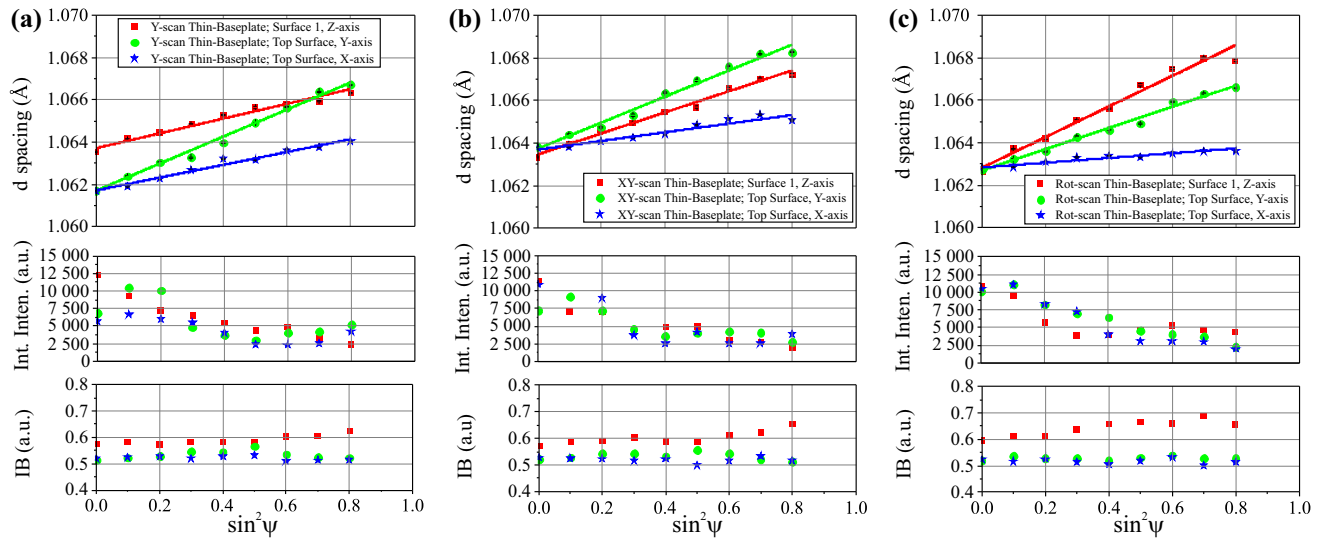 (a)
1.070
1.068
1.066
1.064
1.062
1.060
d spacing (Å)
Y-scan Thin-Baseplate; Surface 1, Z-axis
Y-scan Thin-Baseplate; Top Surface, Y-axis
Y-scan Thin-Baseplate; Top Surface, X-axis
15 000
12 500
10 000
7 500
5 000
2 500
0
Int. Inten. (a.u.)
0.8
0.7
0.6
0.5
0.4
IB (a.u.)
0.0 0.2 0.4 0.6 0.8 1.0
sin²ψ
(b)
1.070
1.068
1.066
1.064
1.062
1.060
d spacing (Å)
XY-scan Thin-Baseplate; Surface 1, Z-axis
XY-scan Thin-Baseplate; Top Surface, Y-axis
XY-scan Thin-Baseplate; Top Surface, X-axis
15 000
12 500
10 000
7 500
5 000
2 500
0
Int. Inten. (a.u.)
0.8
0.7
0.6
0.5
0.4
IB (a.u)
0.0 0.2 0.4 0.6 0.8 1.0
sin²ψ
(c)
1.070
1.068
1.066
1.064
1.062
1.060
d spacing (Å)
Rot-scan Thin-Baseplate; Surface 1, Z-axis
Rot-scan Thin-Baseplate; Top Surface, Y-axis
Rot-scan Thin-Baseplate; Top Surface, X-axis
15 000
12 500
10 000
7 500
5 000
2 500
0
Int. Inten. (a.u.)
0.8
0.7
0.6
0.5
0.4
IB (a.u.)
0.0 0.2 0.4 0.6 0.8 1.0
sin²ψ